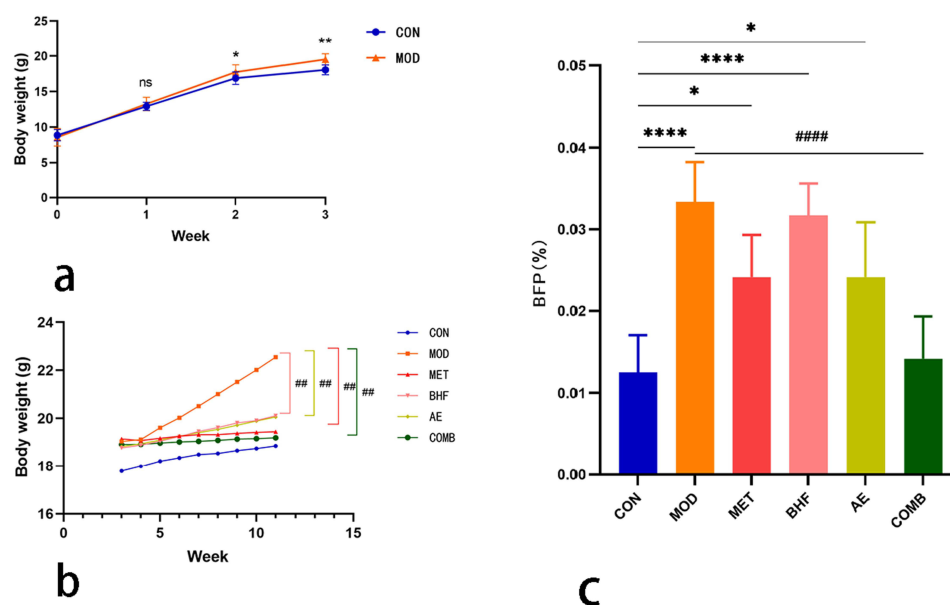 25
20
15
10
5
0
Body weight (g)
ns
*
**
0
1
2
3
Week
CON
MOD
a
24
22
20
18
16
Body weight (g)
##
##
##
##
0
5
10
15
Week
CON
MOD
MET
BHF
AE
COMB
b
*
****
*
****
####
0.05
0.04
0.03
0.02
0.01
0.00
BFP(%)
CON
MOD
MET
BHF
AE
COMB
c